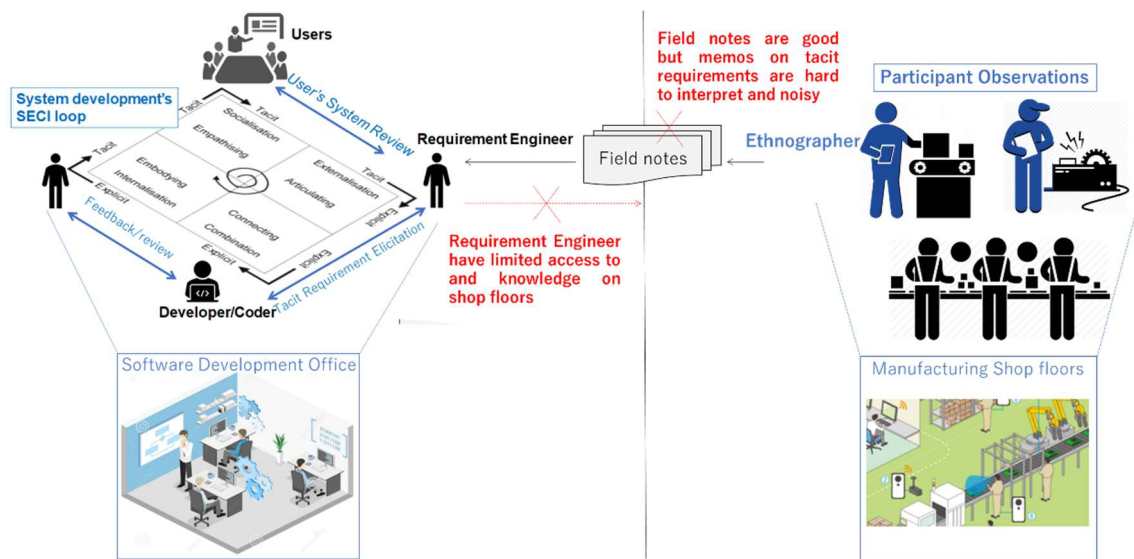 Users
Field notes are good
but memos on tacit
requirements are hard
to interpret and noisy
Participant Observations
System development's
SECI loop
User's System Review
Tacit
Tacit
Socialisation
Empathising
Requirement Engineer
Field notes
Ethnographer
Tacit
Embodying
Internalisation
Explicit
Externalisation
Articulating
Tacit
Explicit
Connecting
Combination
Explicit
Explicit
Feedback/review
Tacit Requirement Elicitation
Requirement Engineer
have limited access to
and knowledge on
shop floors
Developer/Coder
Software Development Office
Manufacturing Shop floors